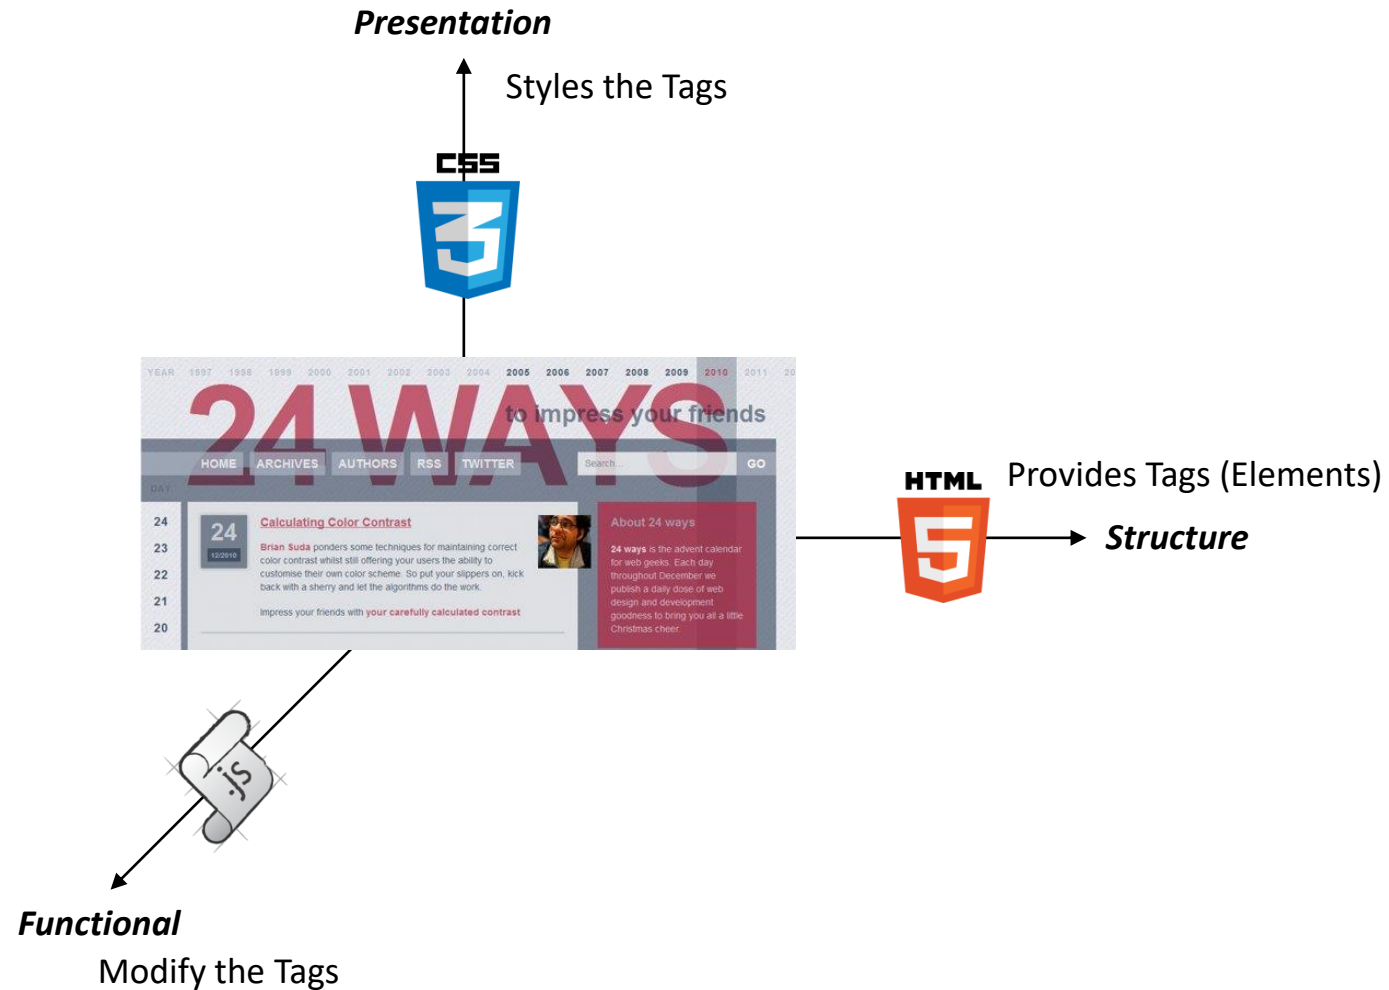 Presentation
Styles the Tags
CSS
3
YEAR 1997 1998 1999 2000 2001 2002 2003 2004 2005 2006 2007 2008 2009 2010 2011 20
24 WAYS
to impress your friends
HOME ARCHIVES AUTHORS RSS TWITTER Search... GO
DAY
24
23
22
21
20
24
12/2010
Calculating Color Contrast
Brian Suda ponders some techniques for maintaining correct
color contrast whilst still offering your users the ability to
customise their own color scheme. So put your slippers on, kick
back with a sherry and let the algorithms do the work.
Impress your friends with your carefully calculated contrast
About 24 ways
24 ways is the advent calendar
for web geeks. Each day
throughout December we
publish a daily dose of web
design and development
goodness to bring you all a little
Christmas cheer.
HTML
5
Provides Tags (Elements)
Structure
.js
Functional
Modify the Tags